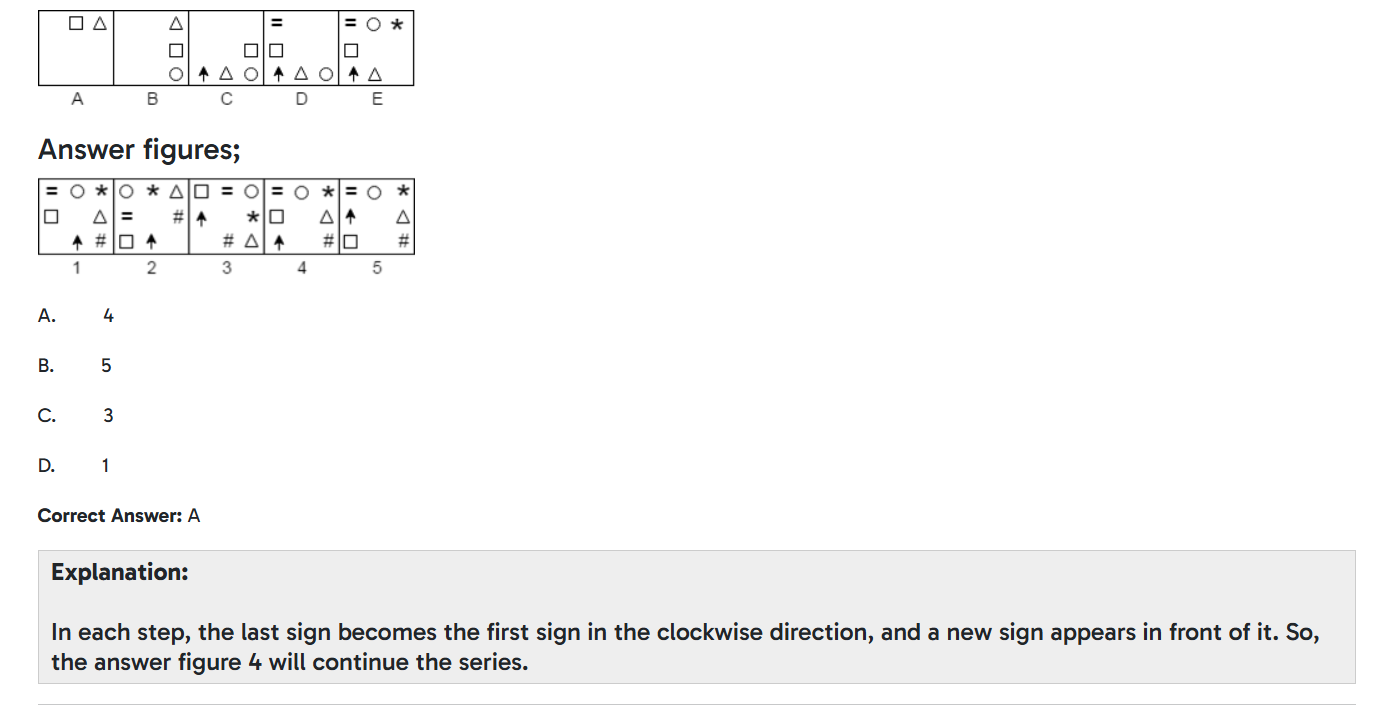 □ △ △ = = ○ *
□ □ □ □
○ ↑ △ ○ ↑ △ ○ ↑ △
A B C D E
Answer figures;
= ○ * ○ * △ □ = ○ = ○ * = ○ *
□ △ = # ↑ * □ △ ↑ △
↑ # □ ↑ # △ ↑ # □ #
1 2 3 4 5
A. 4
B. 5
C. 3
D. 1
Correct Answer: A
Explanation:
In each step, the last sign becomes the first sign in the clockwise direction, and a new sign appears in front of it. So,
the answer figure 4 will continue the series.